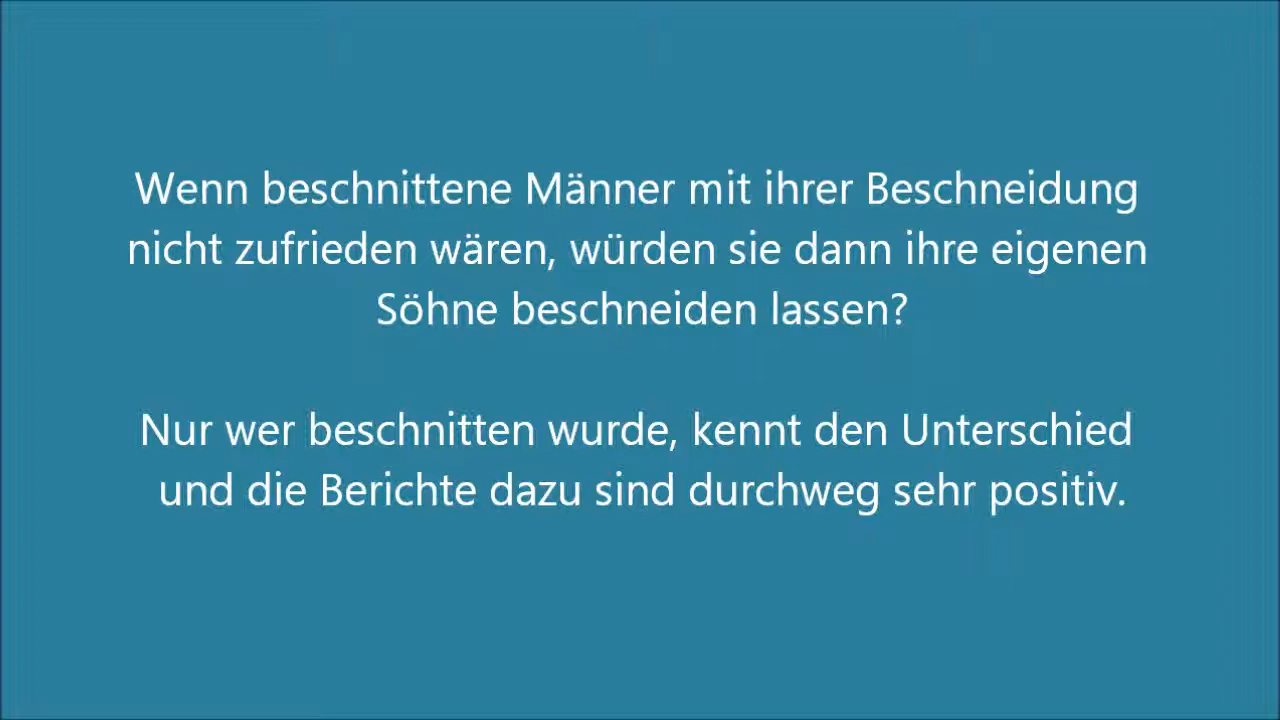 Wenn beschnittene Männer mit ihrer Beschneidung
nicht zufrieden wären, würden sie dann ihre eigenen
Söhne beschneiden lassen?
Nur wer beschnitten wurde, kennt den Unterschied
und die Berichte dazu sind durchweg sehr positiv.